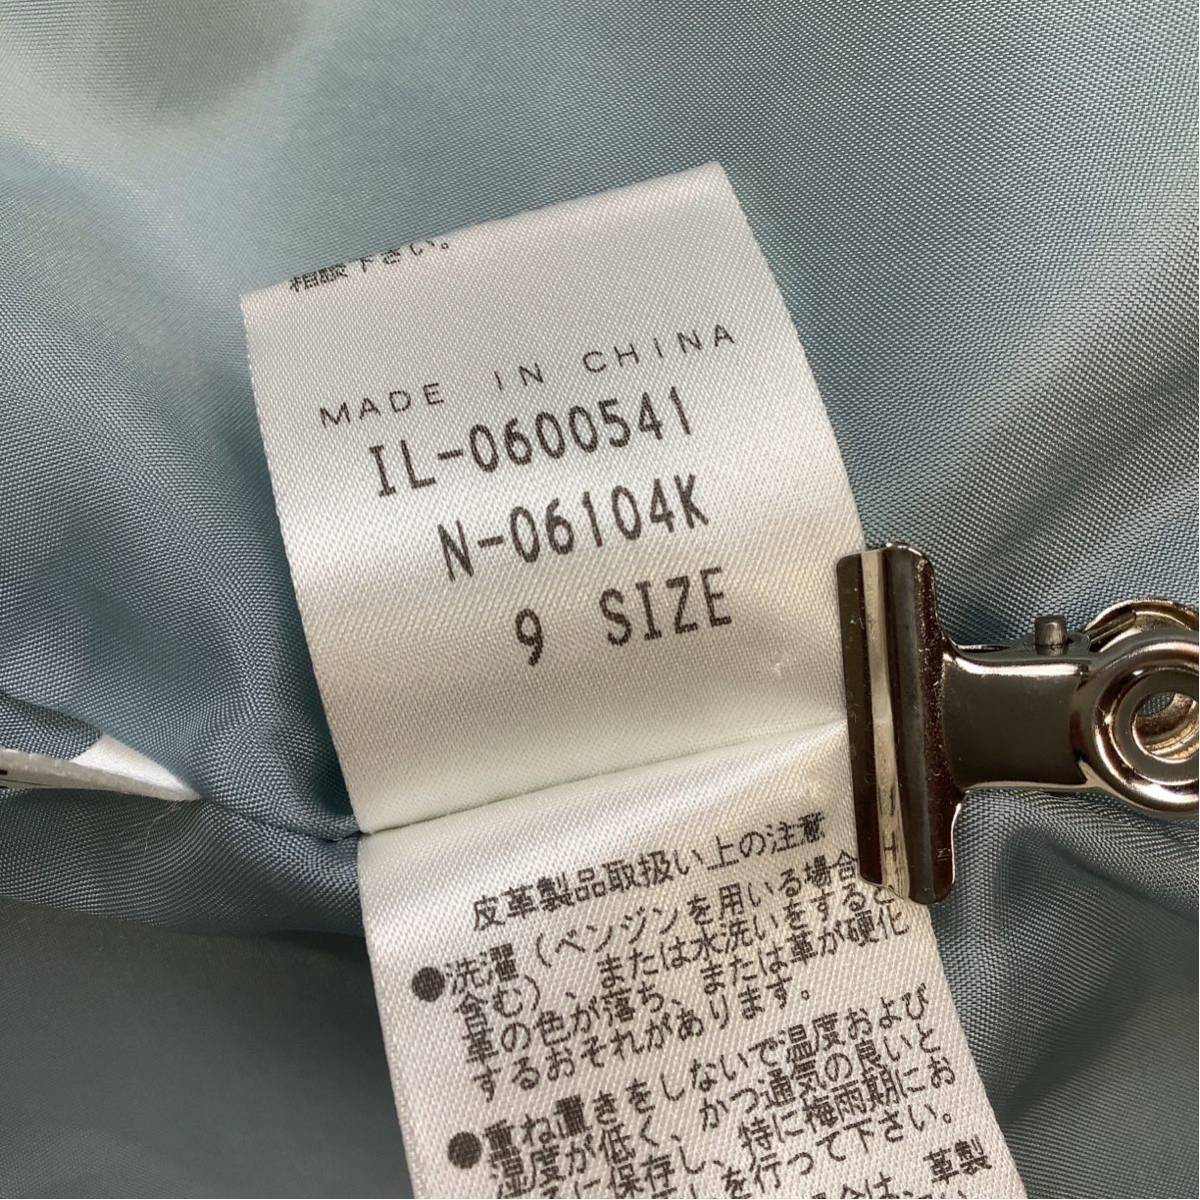 相談下さい。
MADE IN CHINA
IL-0600541
N-06104K
9 SIZE
皮革製品取扱い上の注意
●洗濯(ベンジンを用いる場合
含む)、または水洗いをすると
革の色が落ち、または革が硬化
するおそれがあります。
●重ね置きをしないで温度および
湿度が低く、かつ通気の良いと
に保存し、特に梅雨期にお
行って下さい。
は、革製